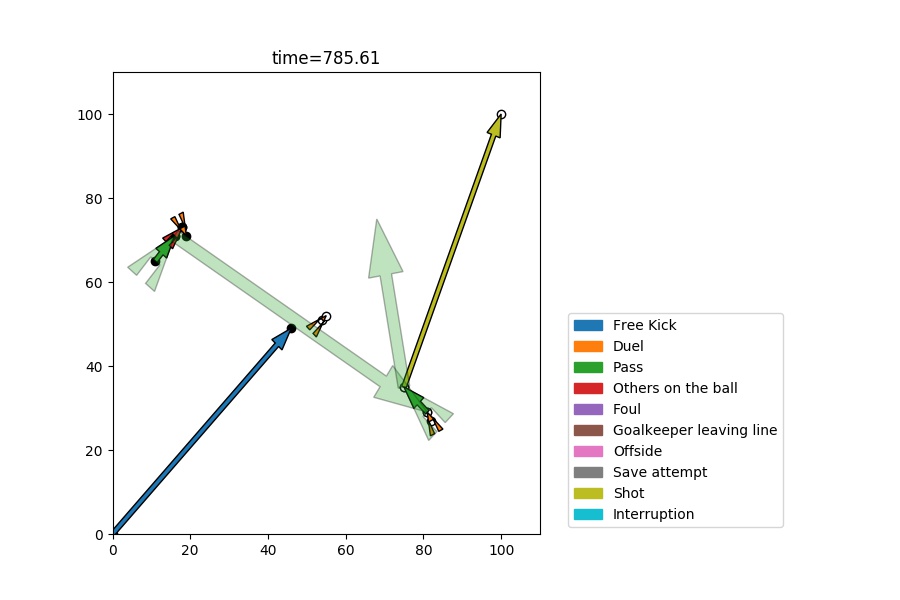 time=785.61
100
80
60
40
20
0
0 20 40 60 80 100
Free Kick
Duel
Pass
Others on the ball
Foul
Goalkeeper leaving line
Offside
Save attempt
Shot
Interruption